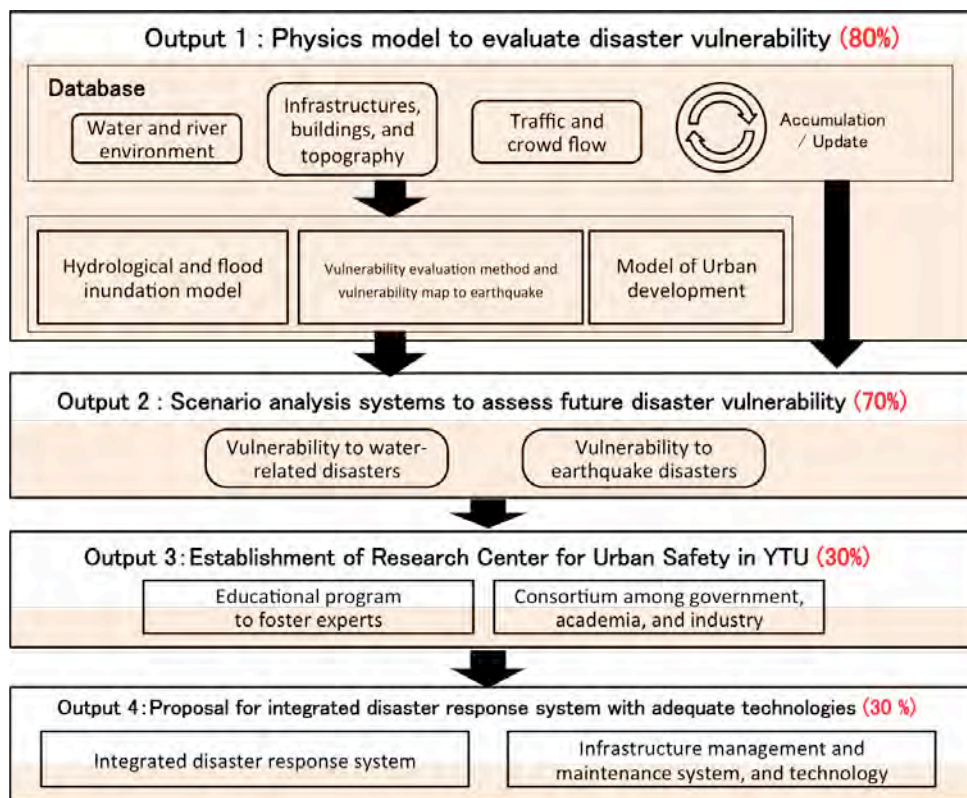 Output 1 : Physics model to evaluate disaster vulnerability (80%)
Database
Water and river
environment
Infrastructures,
buildings, and
topography
Traffic and
crowd flow
Accumulation
/ Update
Hydrological and flood
inundation model
Vulnerability evaluation method and
vulnerability map to earthquake
Model of Urban
development
Output 2 : Scenario analysis systems to assess future disaster vulnerability (70%)
Vulnerability to water-
related disasters
Vulnerability to
earthquake disasters
Output 3: Establishment of Research Center for Urban Safety in YTU (30%)
Educational program
to foster experts
Consortium among government,
academia, and industry
Output 4: Proposal for integrated disaster response system with adequate technologies (30 %)
Integrated disaster response system
Infrastructure management and
maintenance system, and technology